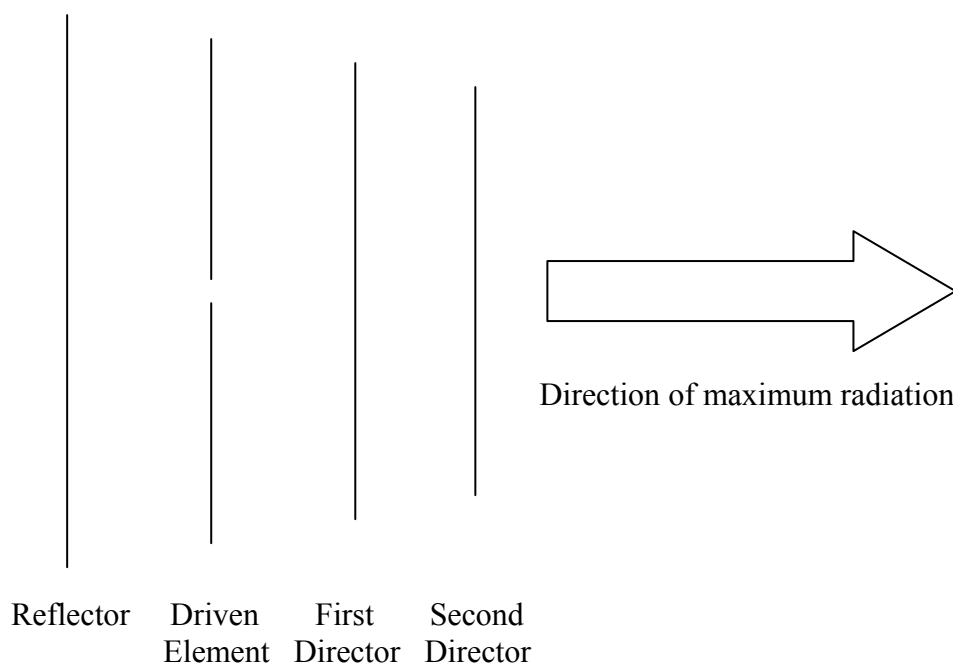 Direction of maximum radiation
Reflector
Driven
Element
First
Director
Second
Director